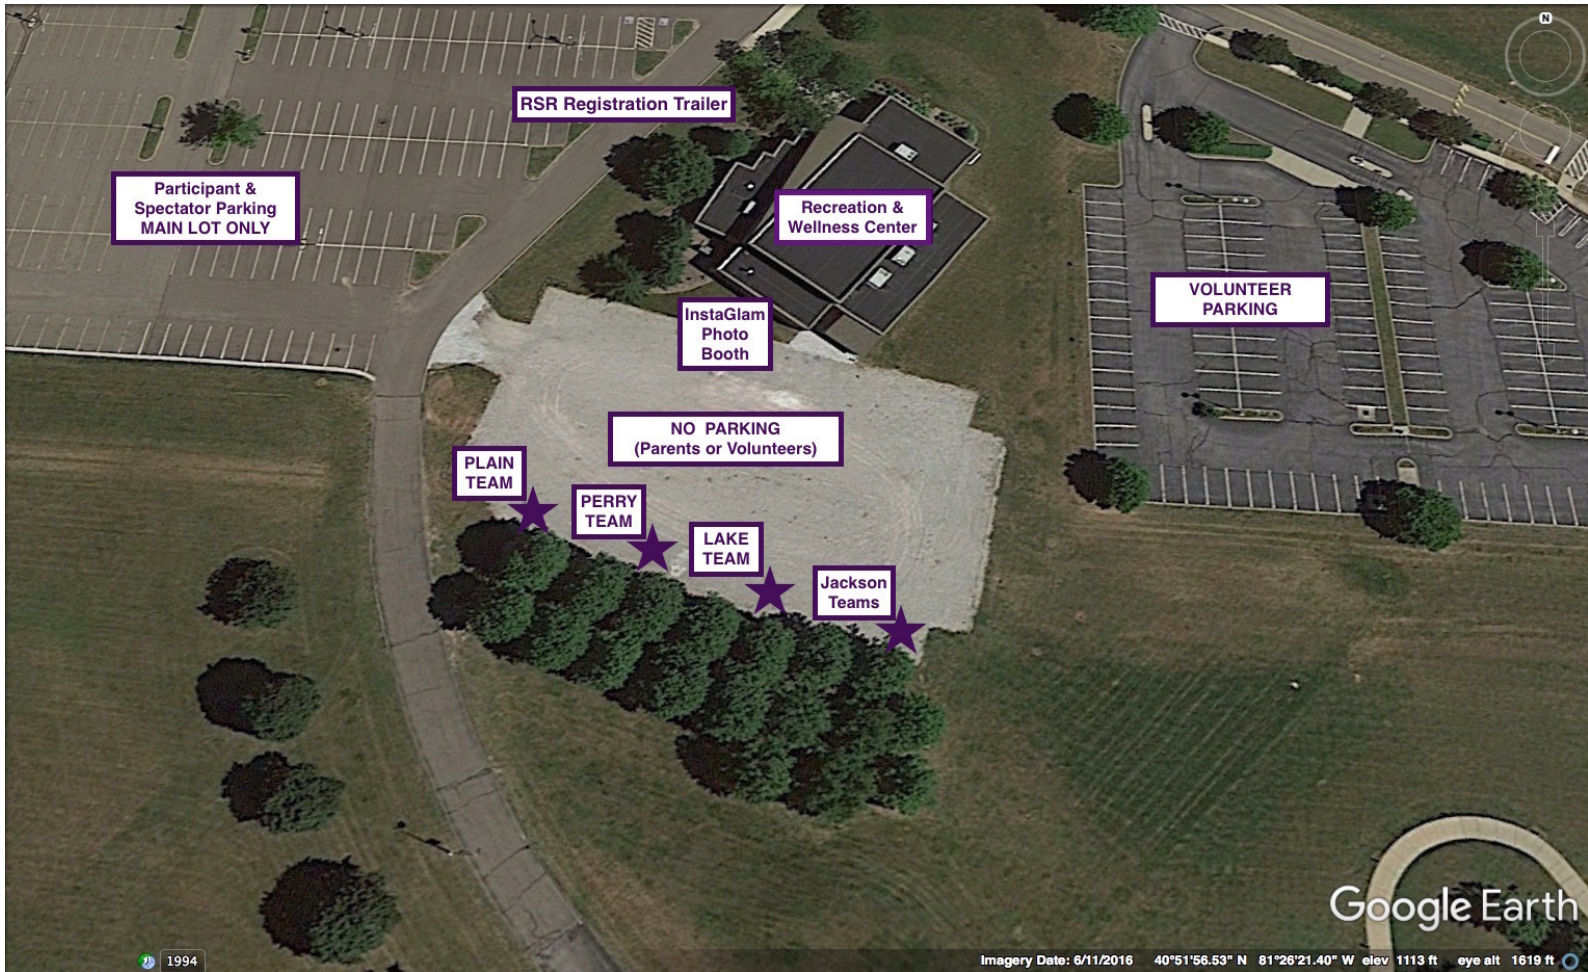 N
RSR Registration Trailer
Participant &
Spectator Parking
MAIN LOT ONLY
Recreation &
Wellness Center
VOLUNTEER
PARKING
InstaGlam
Photo
Booth
NO PARKING
(Parents or Volunteers)
PLAIN
TEAM
PERRY
TEAM
LAKE
TEAM
Jackson
Teams
Google Earth
1994
Imagery Date: 6/11/2016 40°51'56.53" N 81°26'21.40" W elev 1113 ft eye alt 1619 ft